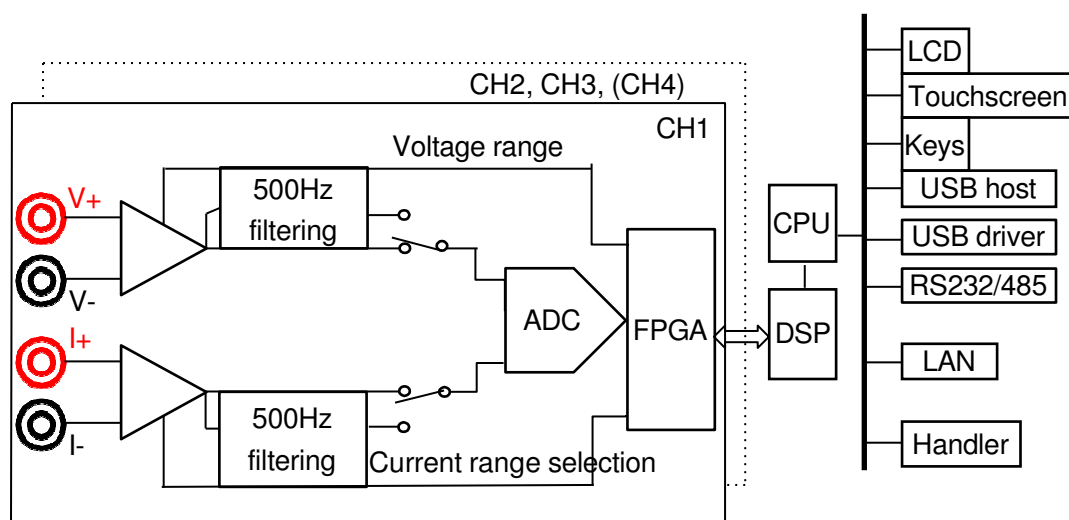 CH2, CH3, (CH4)
CH1
Voltage range
V+
V-
500Hz
filtering
I+
I-
500Hz
filtering
Current range selection
ADC
FPGA
DSP
CPU
LCD
Touchscreen
Keys
USB host
USB driver
RS232/485
LAN
Handler